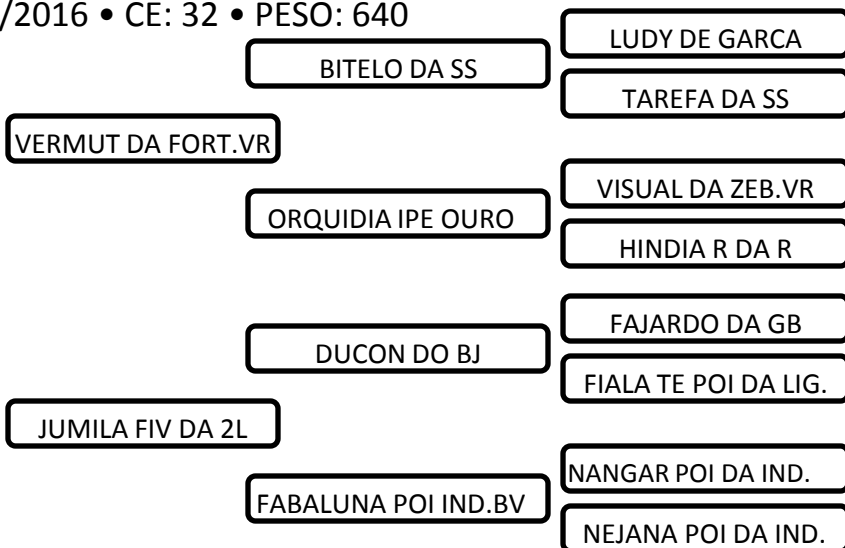 /2016 • CE: 32 • PESO: 640
LUDY DE GARCA
BITELO DA SS
TAREFA DA SS
VERMUT DA FORT.VR
VISUAL DA ZEB.VR
ORQUIDIA IPE OURO
HINDIA R DA R
FAJARDO DA GB
DUCON DO BJ
FIALA TE POI DA LIG.
JUMILA FIV DA 2L
NANGAR POI DA IND.
FABALUNA POI IND.BV
NEJANA POI DA IND.